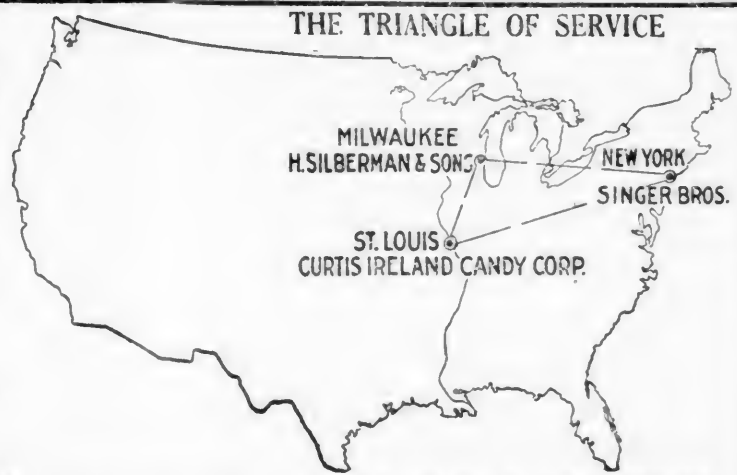 THE TRIANGLE OF SERVICE
MILWAUKEE
H. SILBERMAN & SONS
NEW YORK
SINGER BROS.
ST. LOUIS
CURTIS IRELAND CANDY CORP.